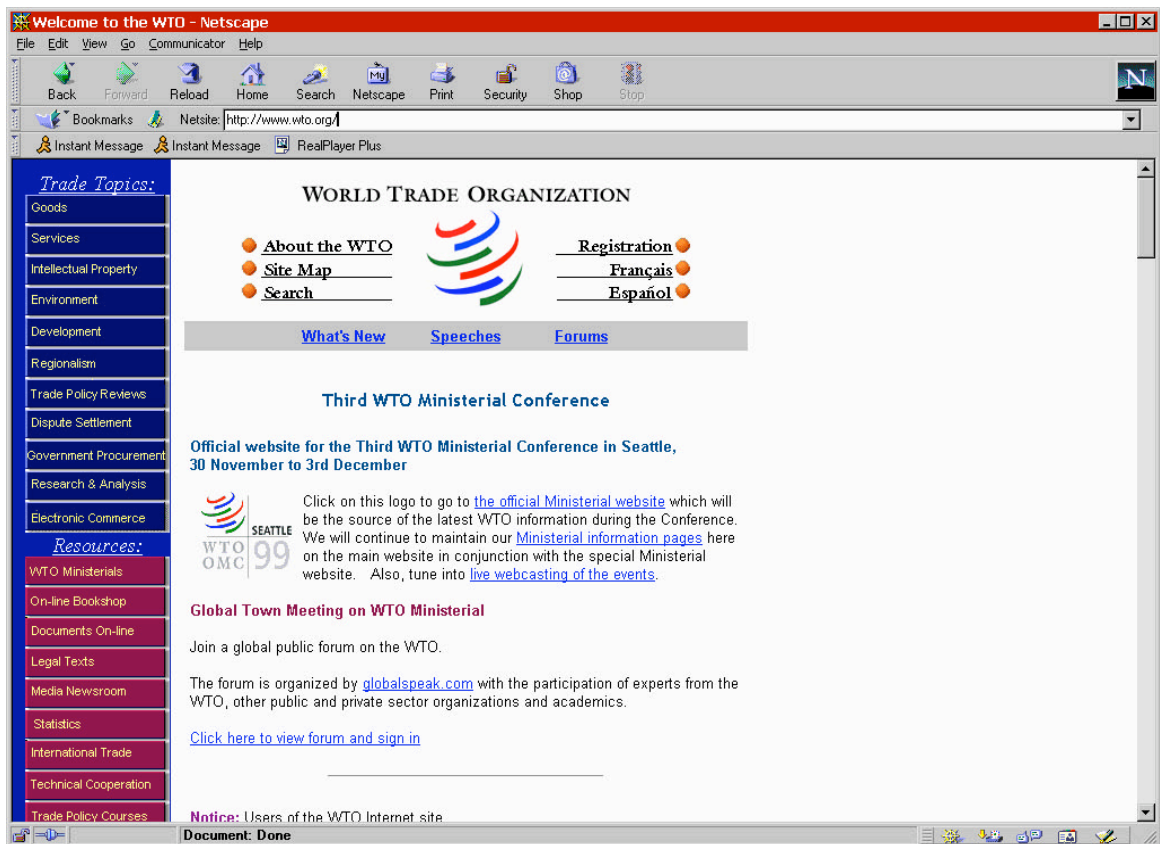 Welcome to the WTO - Netscape
File Edit View Go Communicator Help
Back Forward Reload Home Search Netscape Print Security Shop Stop
My
N
Bookmarks Netsite: http://www.wto.org/
Instant Message Instant Message RealPlayer Plus
Trade Topics:
Goods
Services
Intellectual Property
Environment
Development
Regionalism
Trade Policy Reviews
Dispute Settlement
Government Procurement
Research & Analysis
Electronic Commerce
Resources:
WTO Ministerials
On-line Bookshop
Documents On-line
Legal Texts
Media Newsroom
Statistics
International Trade
Technical Cooperation
Trade Policy Courses
WORLD TRADE ORGANIZATION
About the WTO
Site Map
Search
Registration
Français
Español
What's New Speeches Forums
Third WTO Ministerial Conference
Official website for the Third WTO Ministerial Conference in Seattle,
30 November to 3rd December
SEATTLE
WTO
OMC
99
Click on this logo to go to the official Ministerial website which will
be the source of the latest WTO information during the Conference.
We will continue to maintain our Ministerial information pages here
on the main website in conjunction with the special Ministerial
website. Also, tune into live webcasting of the events.
Global Town Meeting on WTO Ministerial
Join a global public forum on the WTO.
The forum is organized by globalspeak.com with the participation of experts from the
WTO, other public and private sector organizations and academics.
Click here to view forum and sign in
Notice: Users of the WTO Internet site
Document: Done